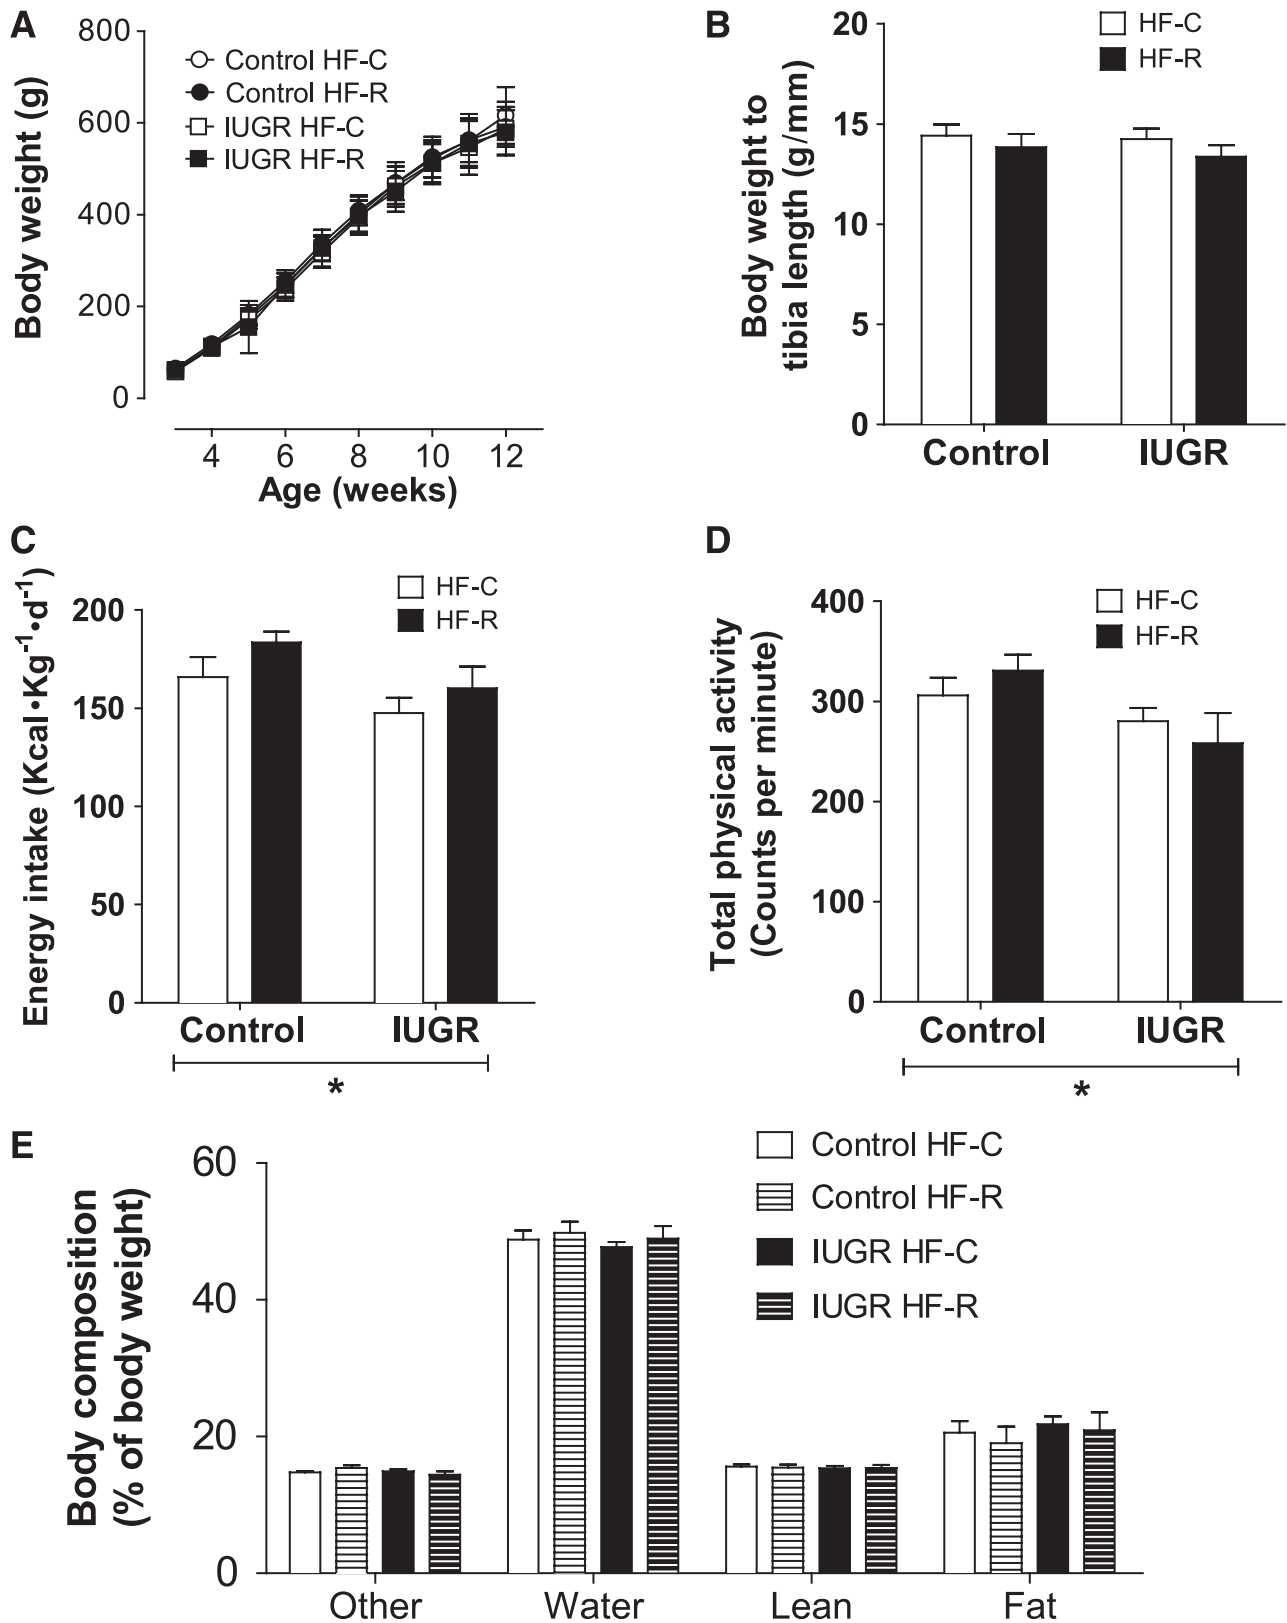 A
Body weight (g)
800
600
400
200
0
Control HF-C
Control HF-R
IUGR HF-C
IUGR HF-R
4 6 8 10 12
Age (weeks)
B
Body weight to
tibia length (g/mm)
20
15
10
5
0
HF-C
HF-R
Control IUGR
C
Energy intake (Kcal•Kg⁻¹•d⁻¹)
200
150
100
50
0
HF-C
HF-R
Control IUGR
*
D
Total physical activity
(Counts per minute)
400
300
200
100
0
HF-C
HF-R
Control IUGR
*
E
Body composition
(% of body weight)
60
40
20
0
Control HF-C
Control HF-R
IUGR HF-C
IUGR HF-R
Other Water Lean Fat